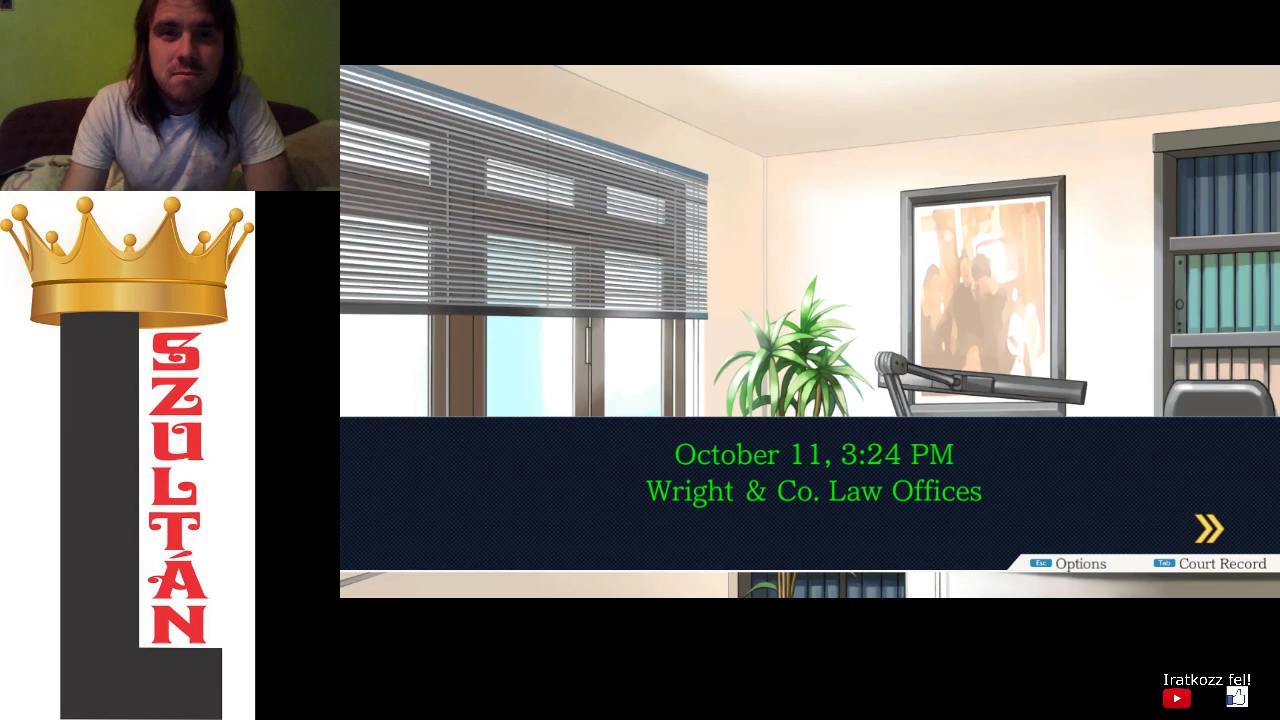 L
SZULTÁN
October 11, 3:24 PM
Wright & Co. Law Offices
Esc Options
Tab Court Record
Iratkozz fel!